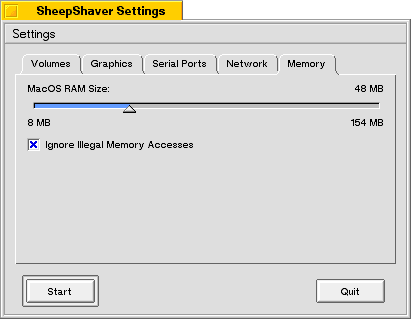 SheepShaver Settings
Settings
Volumes Graphics Serial Ports Network Memory
MacOS RAM Size: 48 MB
8 MB 154 MB
Ignore Illegal Memory Accesses
Start Quit